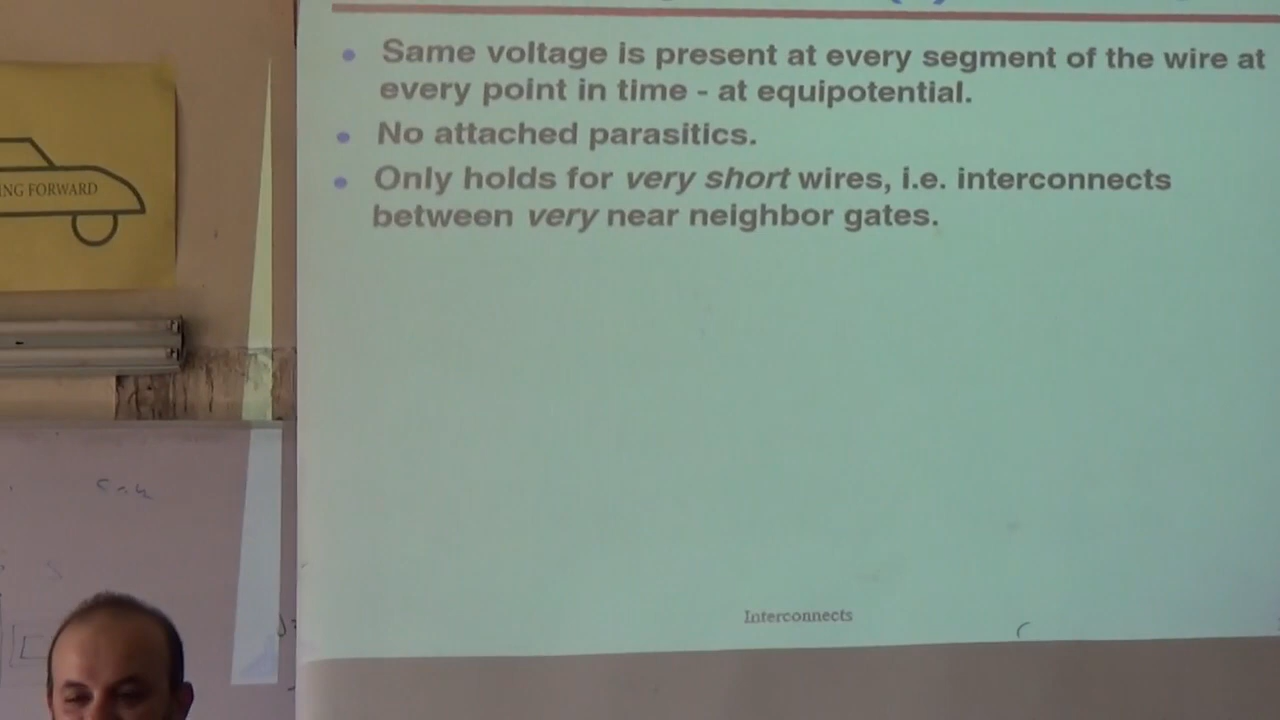 Same voltage is present at every segment of the wire at
every point in time - at equipotential.
No attached parasitics.
Only holds for very short wires, i.e. interconnects
between very near neighbor gates.
ING FORWARD
Interconnects